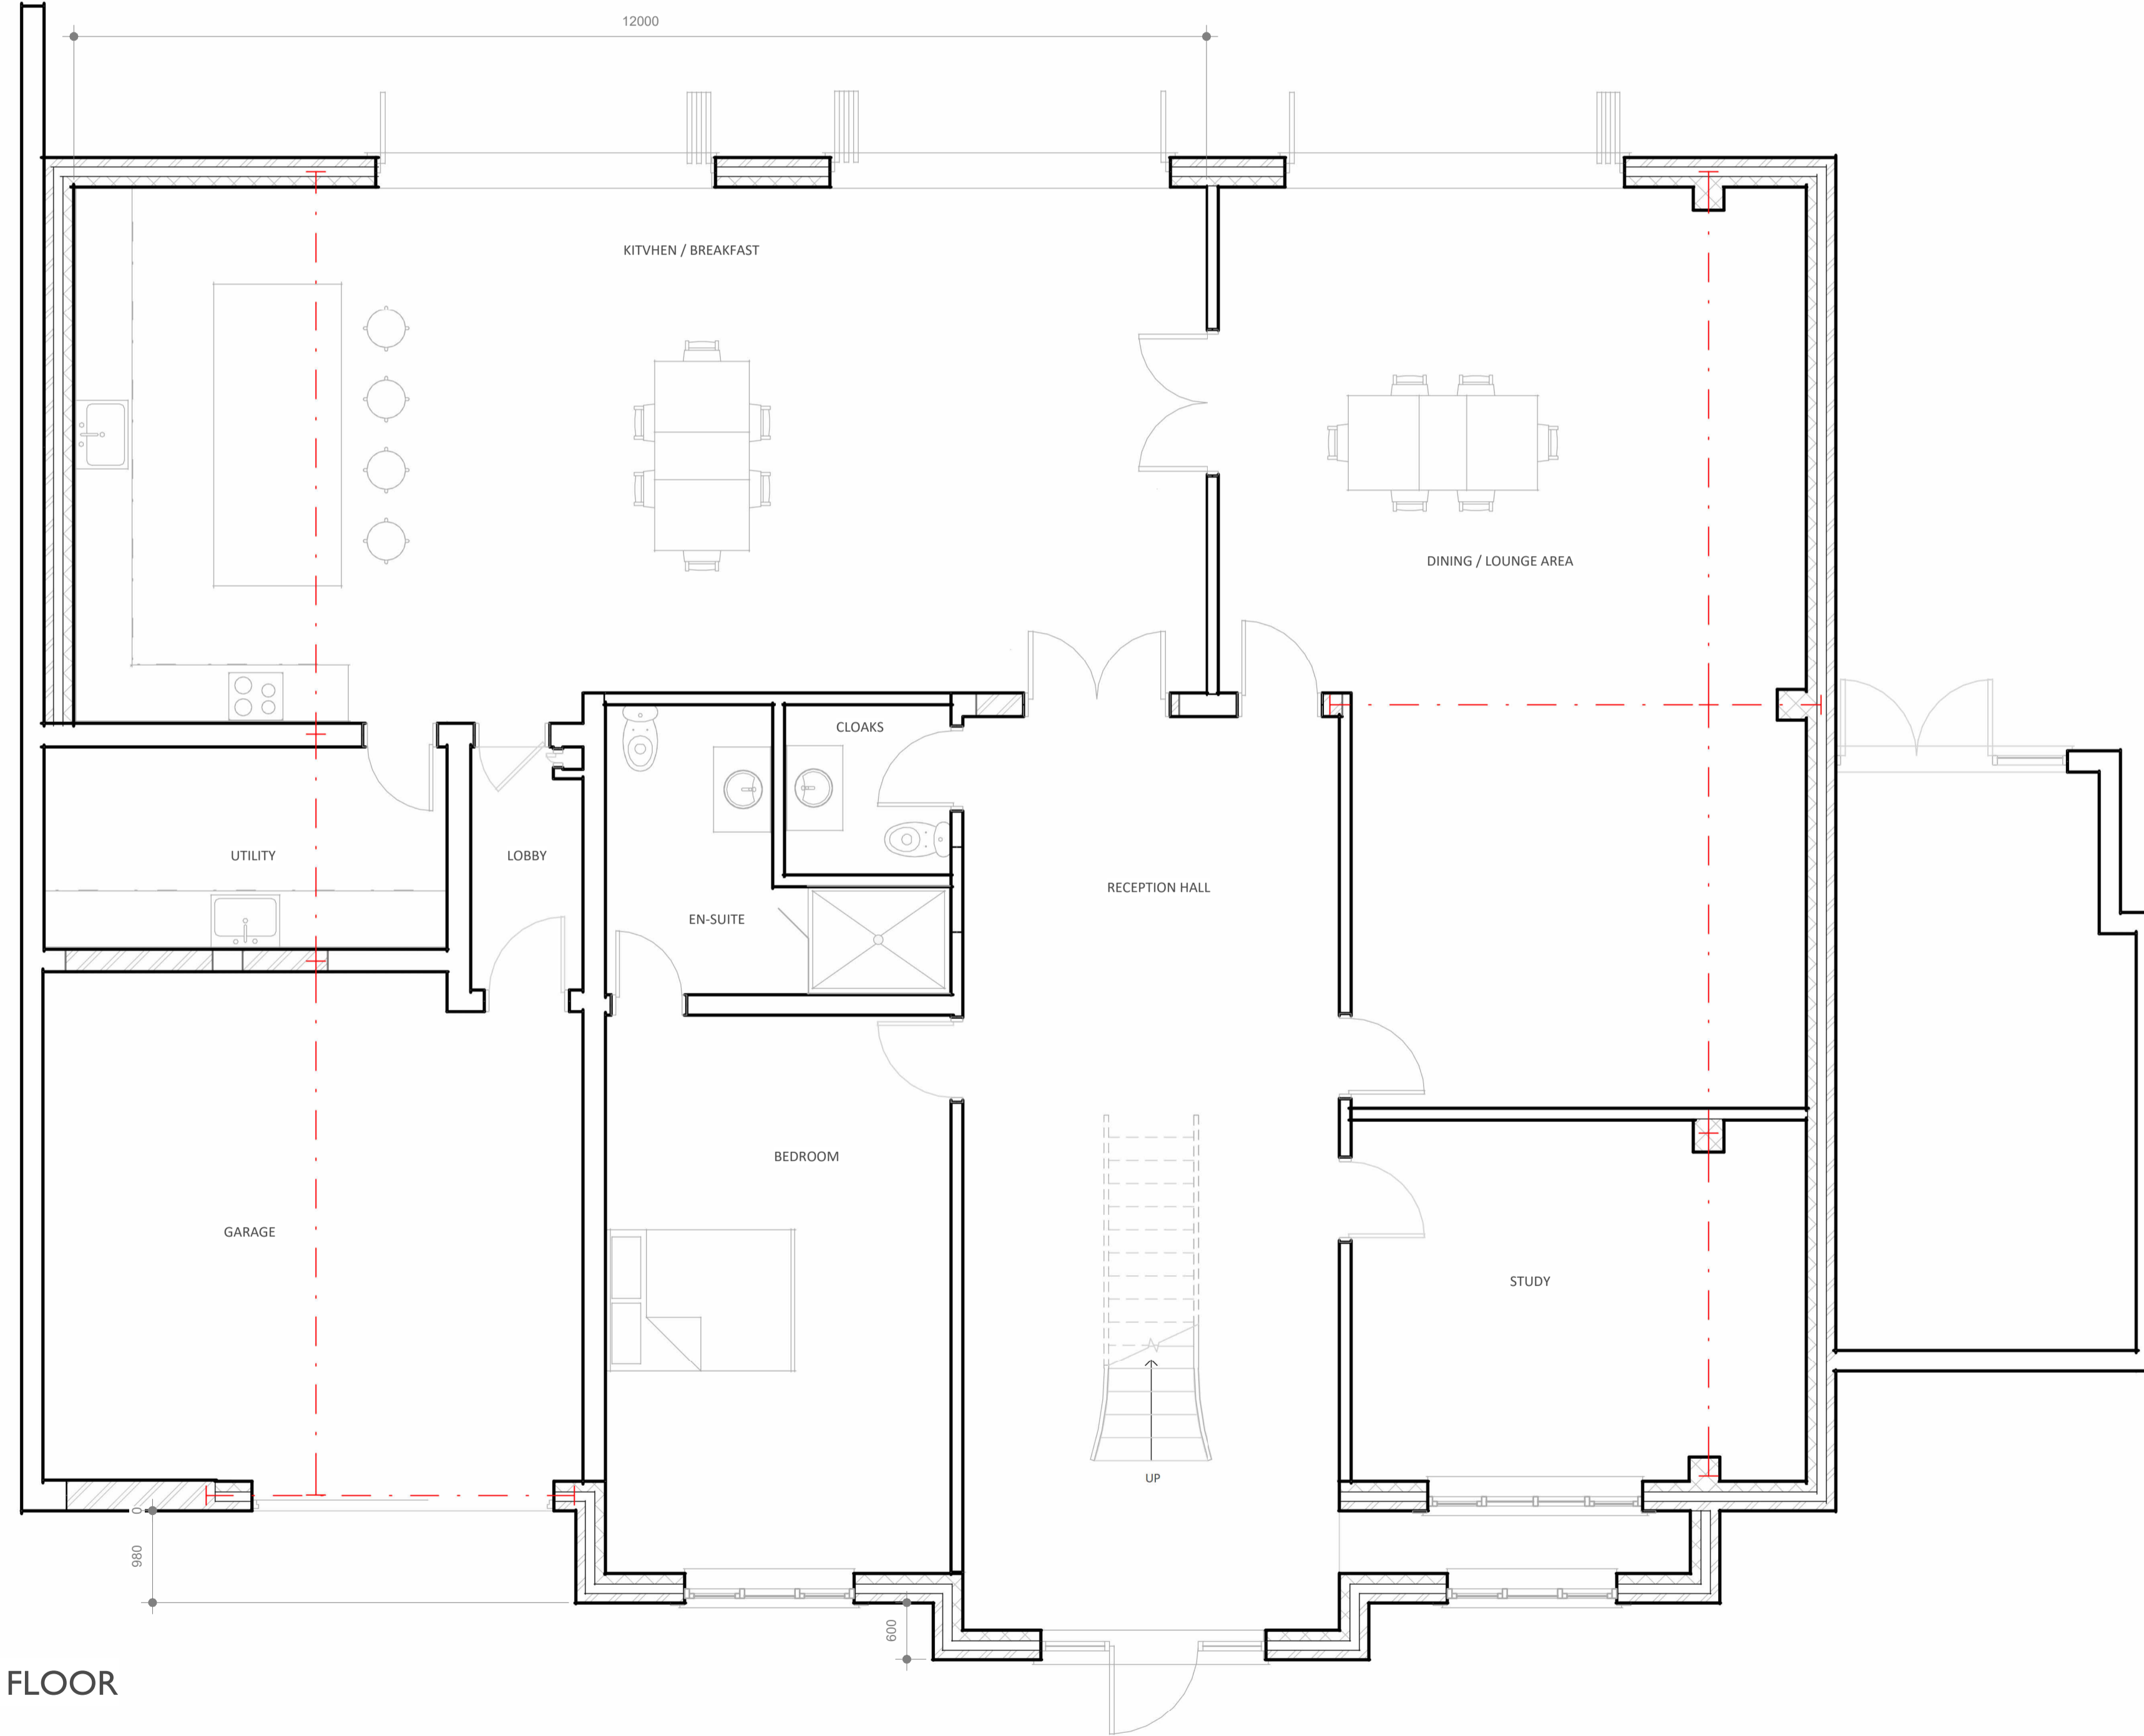 12000
KITVHEN / BREAKFAST
DINING / LOUNGE AREA
CLOAKS
UTILITY
LOBBY
RECEPTION HALL
EN-SUITE
BEDROOM
GARAGE
STUDY
UP
0
980
600
FLOOR